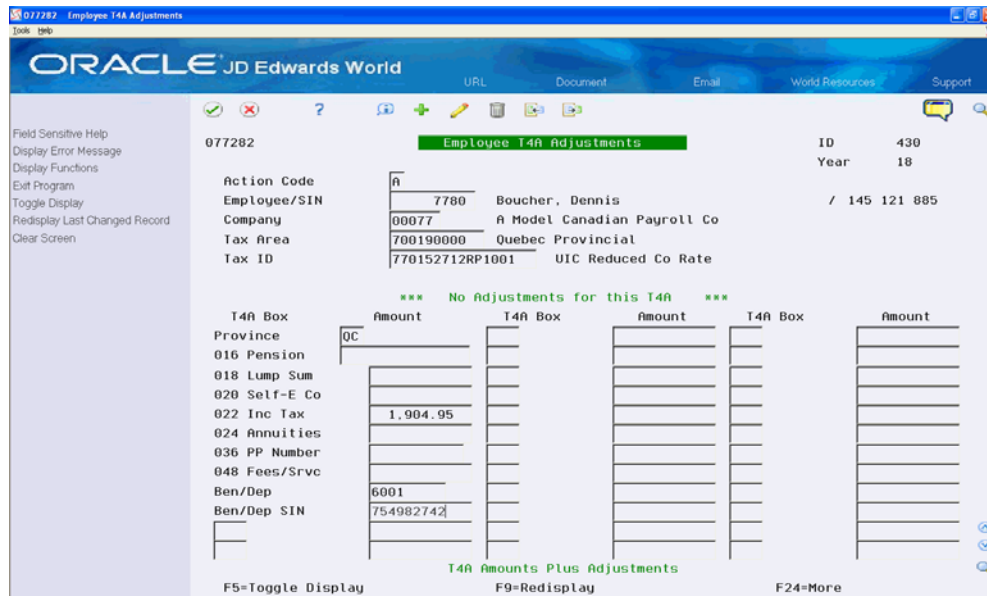 077282 Employee T4A Adjustments
Tools Help
ORACLE JD Edwards World
URL Document Email World Resources Support
Field Sensitive Help
Display Error Message
Display Functions
Exit Program
Toggle Display
Redisplay Last Changed Record
Clear Screen
077282 Employee T4A Adjustments ID 430
Year 18
Action Code A
Employee/SIN 7780 Boucher, Dennis / 145 121 885
Company 00077 A Model Canadian Payroll Co
Tax Area 700190000 Quebec Provincial
Tax ID 770152712RP1001 UIC Reduced Co Rate
*** No Adjustments for this T4A ***
T4A Box Amount T4A Box Amount T4A Box Amount
Province QC
016 Pension
018 Lump Sum
020 Self-E Co
022 Inc Tax 1,904.95
024 Annuities
036 PP Number
048 Fees/Srvc
Ben/Dep 6001
Ben/Dep SIN 754982742
T4A Amounts Plus Adjustments
F5=Toggle Display F9=Redisplay F24=More